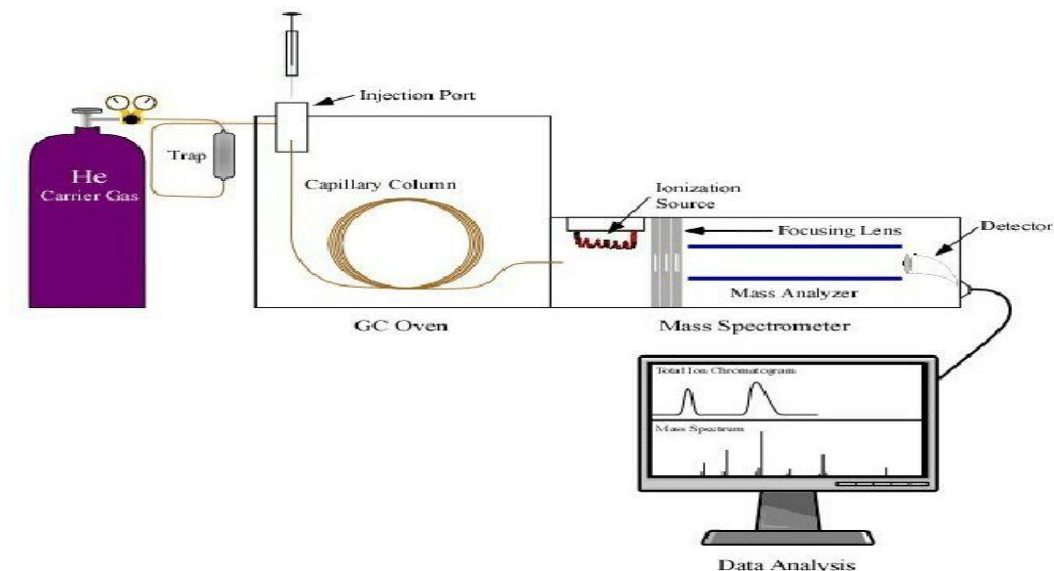 Injection Port
He
Carrier Gas
Trap
Capillary Column
Ionization
Source
Focusing Lens
Detector
Mass Analyzer
GC Oven
Mass Spectrometer
Total Ion Chromatogram
Mass Spectrum
Data Analysis